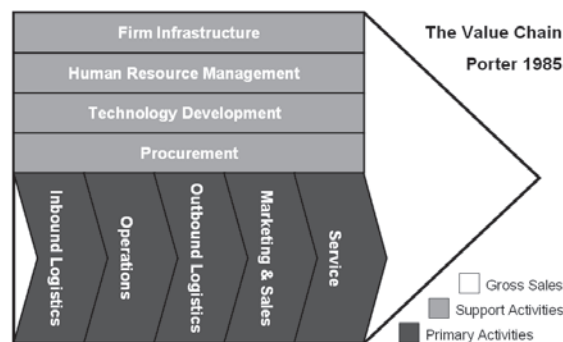 Firm Infrastructure
Human Resource Management
Technology Development
Procurement
Inbound Logistics
Operations
Outbound Logistics
Marketing & Sales
Service
The Value Chain
Porter 1985
Gross Sales
Support Activities
Primary Activities